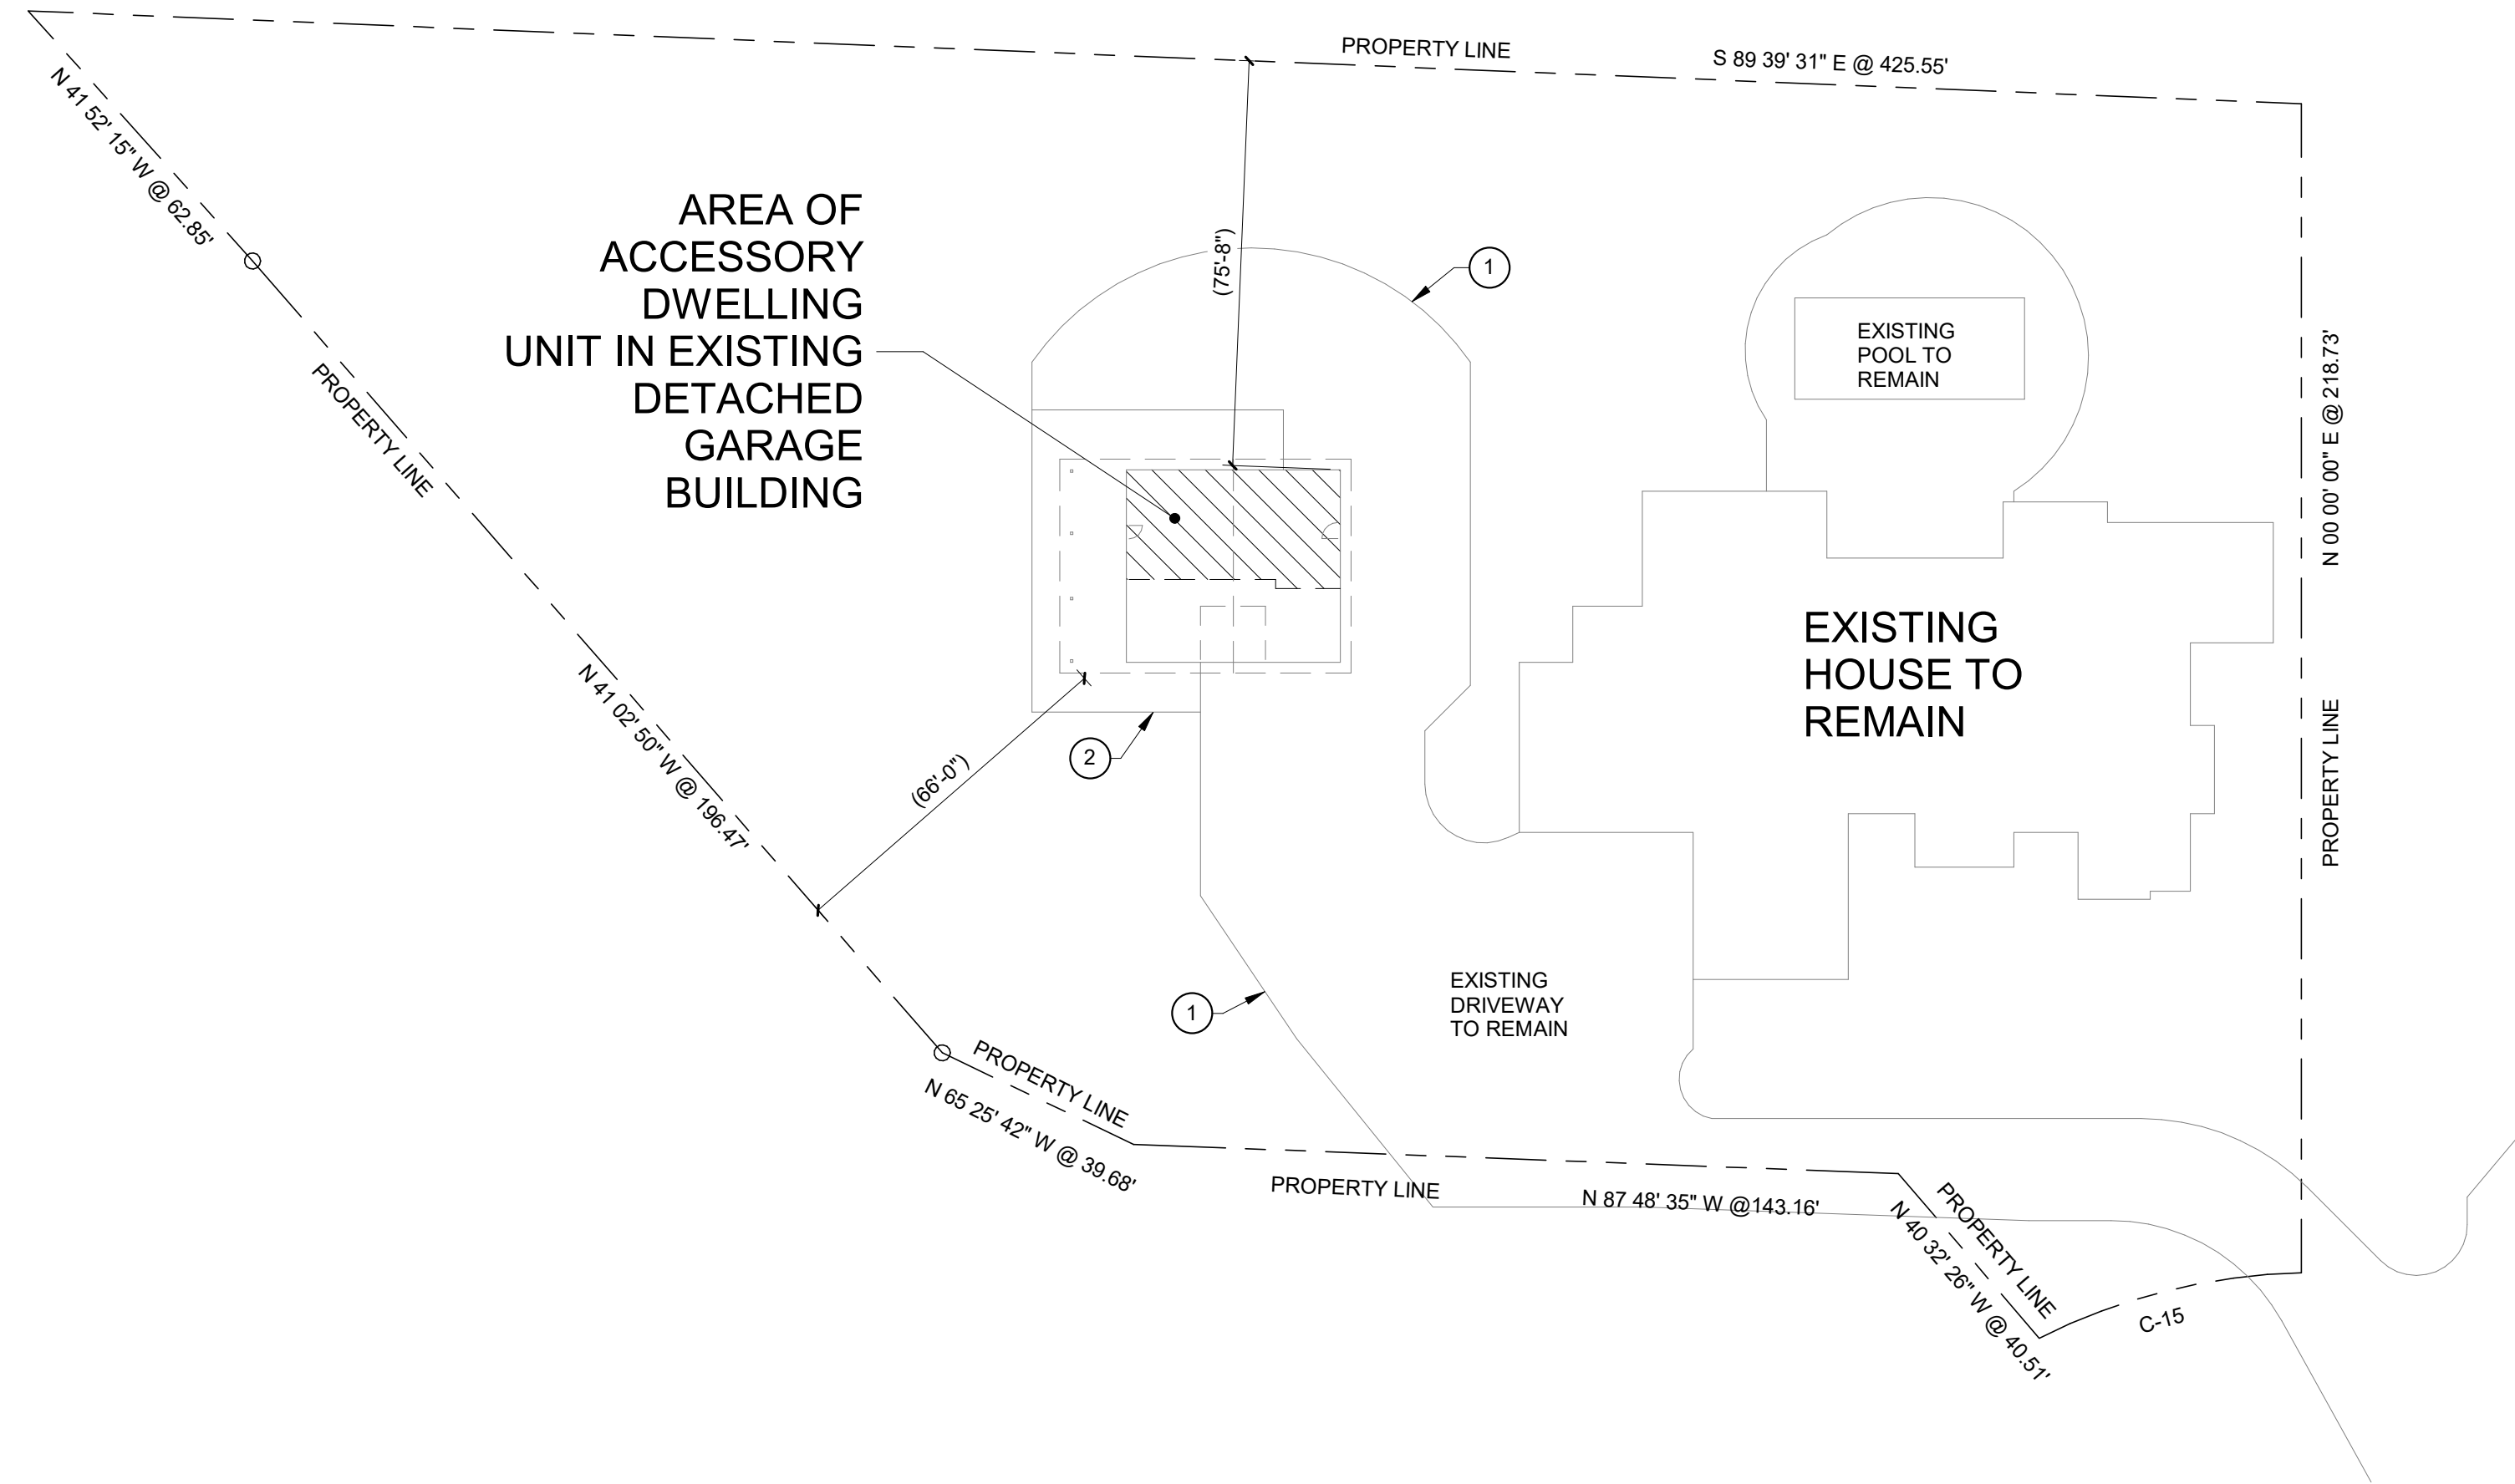 PROPERTY LINE
S 89 39' 31" E @ 425.55'
N 41 52' 15" W @ 62.85'
AREA OF
ACCESSORY
DWELLING
UNIT IN EXISTING
DETACHED
GARAGE
BUILDING
(75'-8")
1
EXISTING
POOL TO
REMAIN
N 00 00' 00" E @ 218.73'
PROPERTY LINE
PROPERTY LINE
EXISTING
HOUSE TO
REMAIN
N 41 02' 50" W @ 196.47'
(66'-0")
2
1
EXISTING
DRIVEWAY
TO REMAIN
PROPERTY LINE
N 65 25' 42" W @ 39.68'
PROPERTY LINE
N 87 48' 35" W @143.16'
PROPERTY LINE
N 40 32' 26" W @ 40.51'
C-15